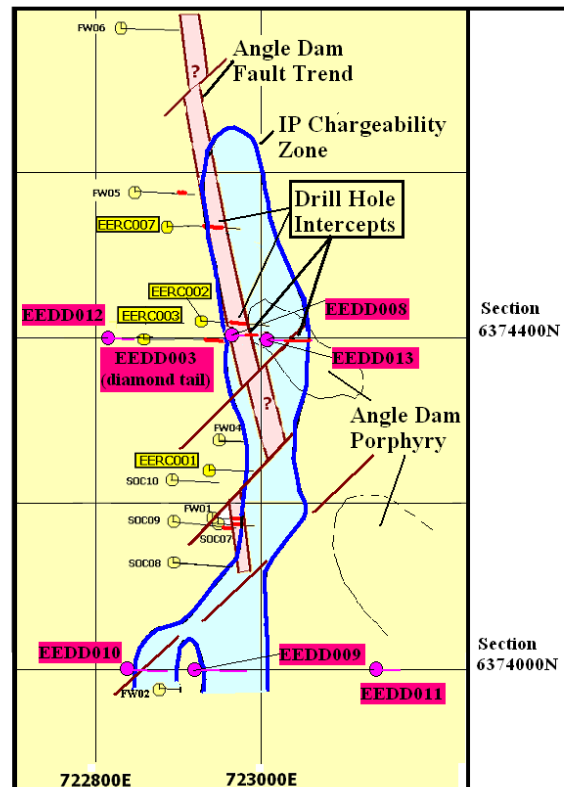 FW06
Angle Dam
Fault Trend
?
IP Chargeability
Zone
FW05
Drill Hole
Intercepts
EERC007
EERC002
EEDD012
EERC003
EEDD008
Section
6374400N
EEDD003
(diamond tail)
EEDD013
?
Angle Dam
Porphyry
FW04
EERC001
SOC10
FW01
SOC09
SOC07
SOC08
EEDD010
EEDD009
Section
6374000N
EEDD011
FW02
722800E
723000E